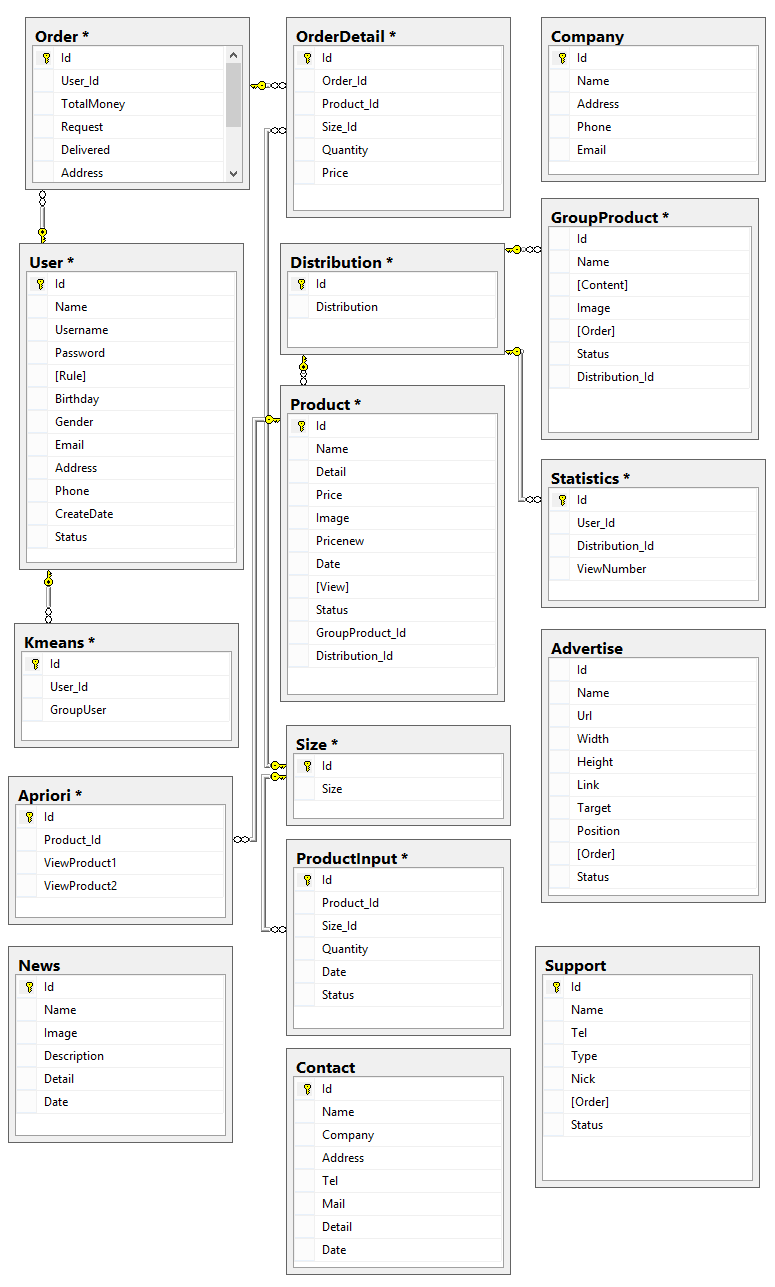 Order *
Id
User_Id
TotalMoney
Request
Delivered
Address
OrderDetail *
Id
Order_Id
Product_Id
Size_Id
Quantity
Price
Company
Id
Name
Address
Phone
Email
User *
Id
Name
Username
Password
[Rule]
Birthday
Gender
Email
Address
Phone
CreateDate
Status
Distribution *
Id
Distribution
GroupProduct *
Id
Name
[Content]
Image
[Order]
Status
Distribution_Id
Product *
Id
Name
Detail
Price
Image
Pricenew
Date
[View]
Status
GroupProduct_Id
Distribution_Id
Statistics *
Id
User_Id
Distribution_Id
ViewNumber
Kmeans *
Id
User_Id
GroupUser
Advertise
Id
Name
Url
Width
Height
Link
Target
Position
[Order]
Status
Size *
Id
Size
Apriori *
Id
Product_Id
ViewProduct1
ViewProduct2
ProductInput *
Id
Product_Id
Size_Id
Quantity
Date
Status
News
Id
Name
Image
Description
Detail
Date
Support
Id
Name
Tel
Type
Nick
[Order]
Status
Contact
Id
Name
Company
Address
Tel
Mail
Detail
Date